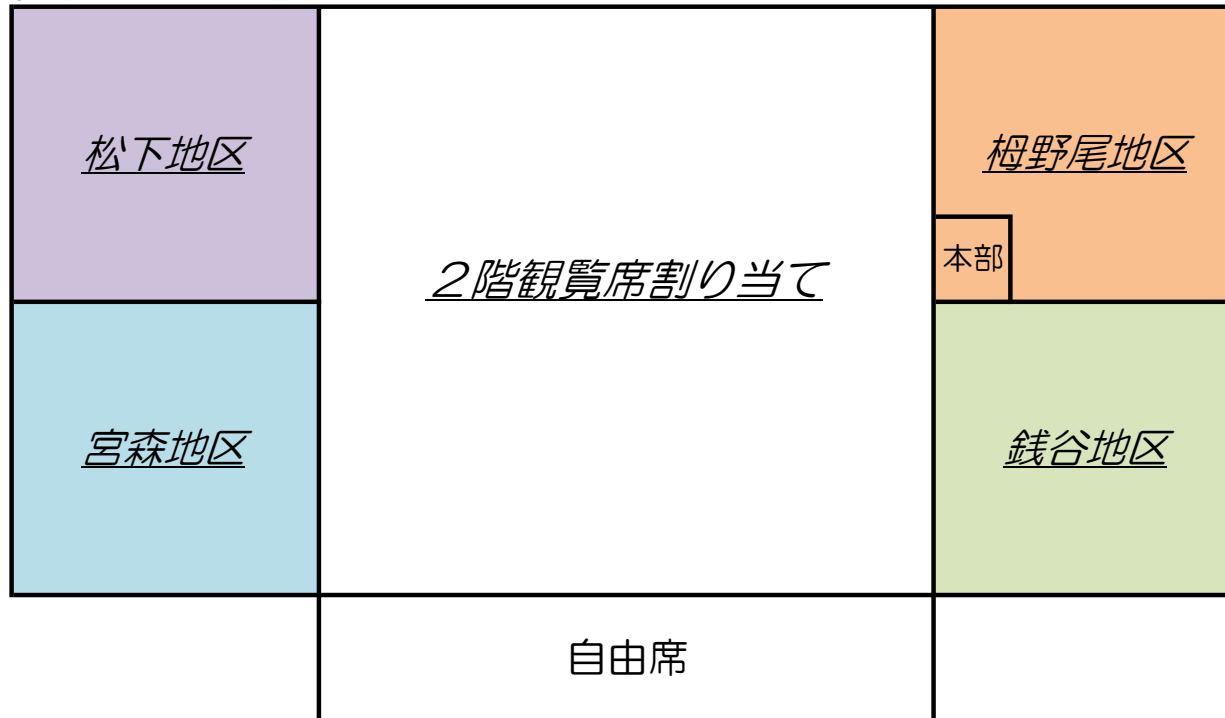 松下地区
栂野尾地区
２階観覧席割り当て
本部
宮森地区
銭谷地区
自由席